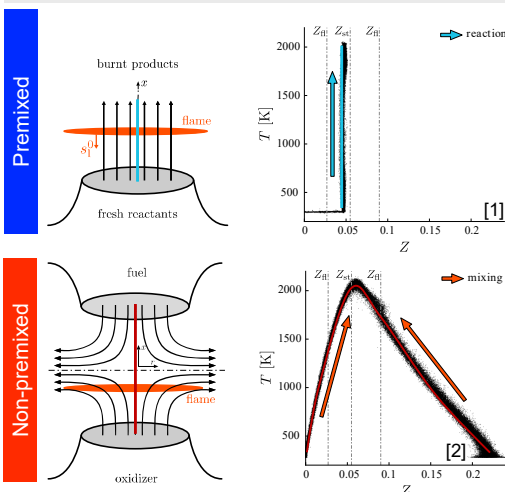 Premixed
burnt products
x
flame
s_l^0
fresh reactants
Z_fl Z_st Z_fl
reaction
2000
1500
1000
500
T [K]
[1]
0 0.05 0.1 0.15 0.2
Z
Non-premixed
fuel
x
r
flame
oxidizer
Z_fl Z_st Z_fl
mixing
2000
1500
1000
500
T [K]
[2]
0 0.05 0.1 0.15 0.2
Z